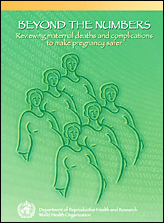 BEYOND THE NUMBERS
Reviewing maternal deaths and complications
to make pregnancy safer
Department of Reproductive Health and Research
World Health Organization